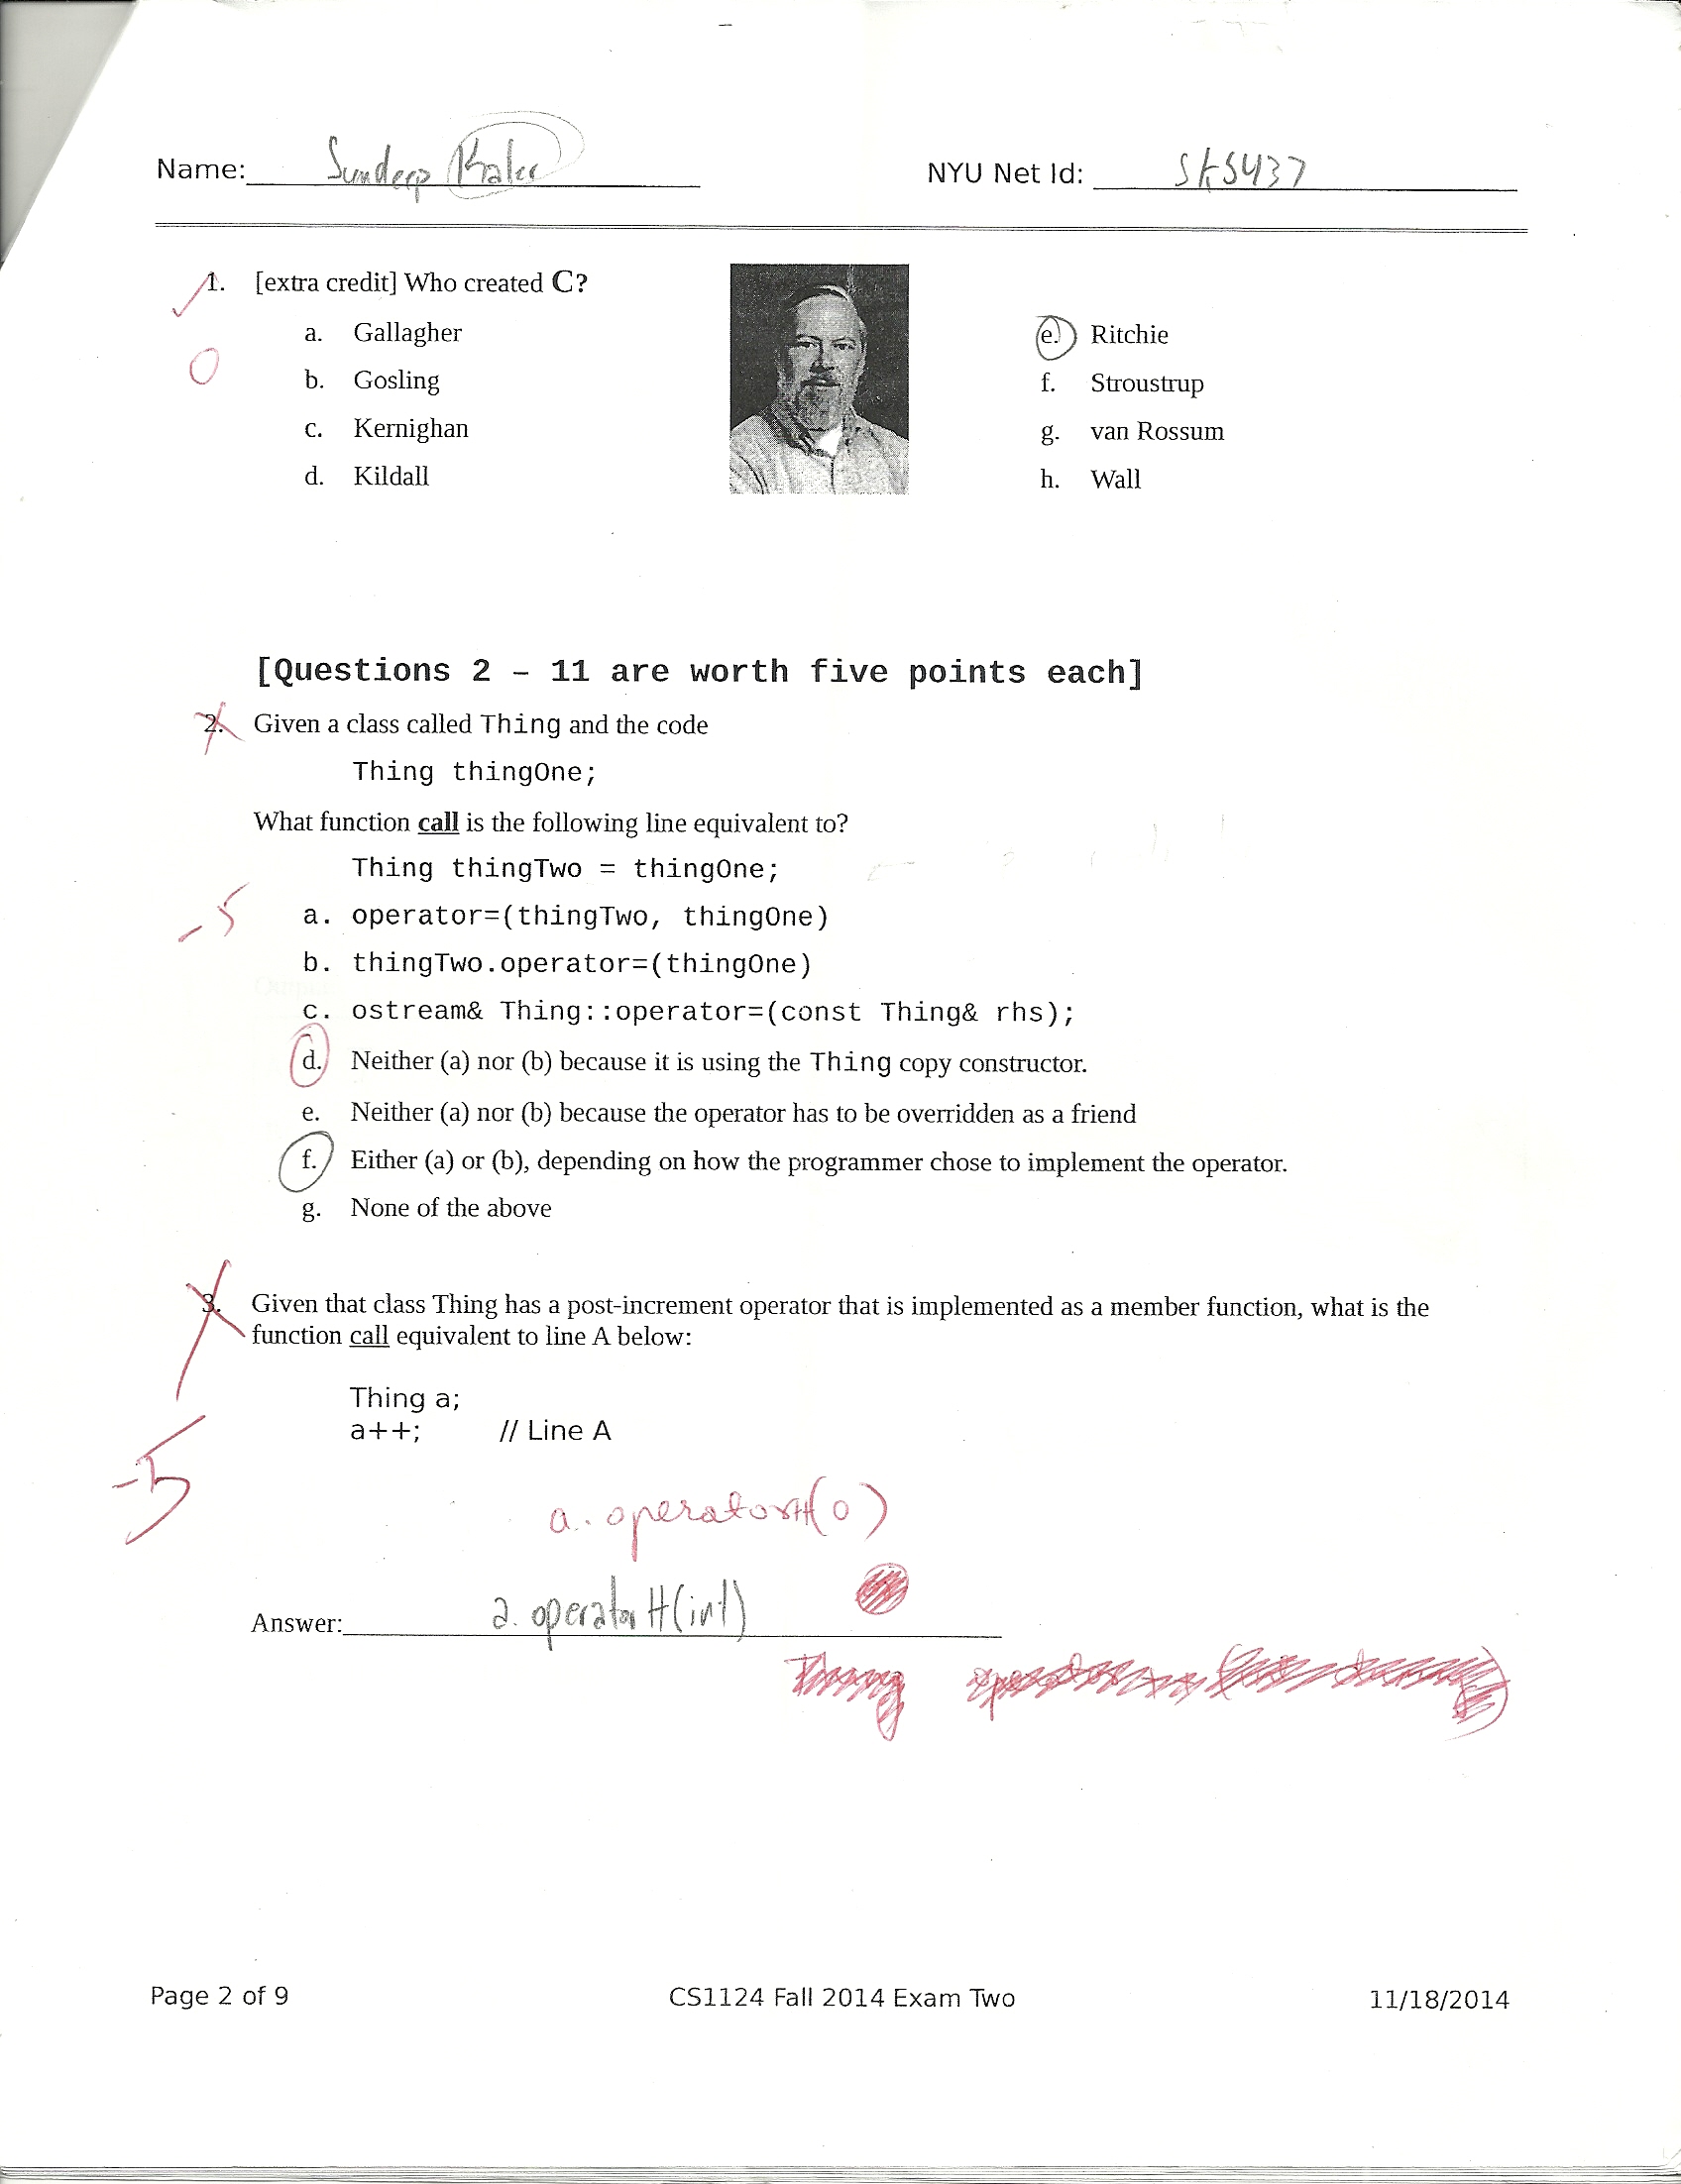 Name: Sundeep Kaler NYU Net Id: sks437
1. [extra credit] Who created C?
0
a. Gallagher
b. Gosling
c. Kernighan
d. Kildall
e. Ritchie
f. Stroustrup
g. van Rossum
h. Wall
[Questions 2 – 11 are worth five points each]
2. Given a class called Thing and the code
Thing thingOne;
What function call is the following line equivalent to?
Thing thingTwo = thingOne;
-5
a. operator=(thingTwo, thingOne)
b. thingTwo.operator=(thingOne)
c. ostream& Thing::operator=(const Thing& rhs);
d. Neither (a) nor (b) because it is using the Thing copy constructor.
e. Neither (a) nor (b) because the operator has to be overridden as a friend
f. Either (a) or (b), depending on how the programmer chose to implement the operator.
g. None of the above
3. Given that class Thing has a post-increment operator that is implemented as a member function, what is the
function call equivalent to line A below:
Thing a;
a++; // Line A
-5
a.operator++(0)
Answer: a.operator++(int)
Thing
Page 2 of 9 CS1124 Fall 2014 Exam Two 11/18/2014